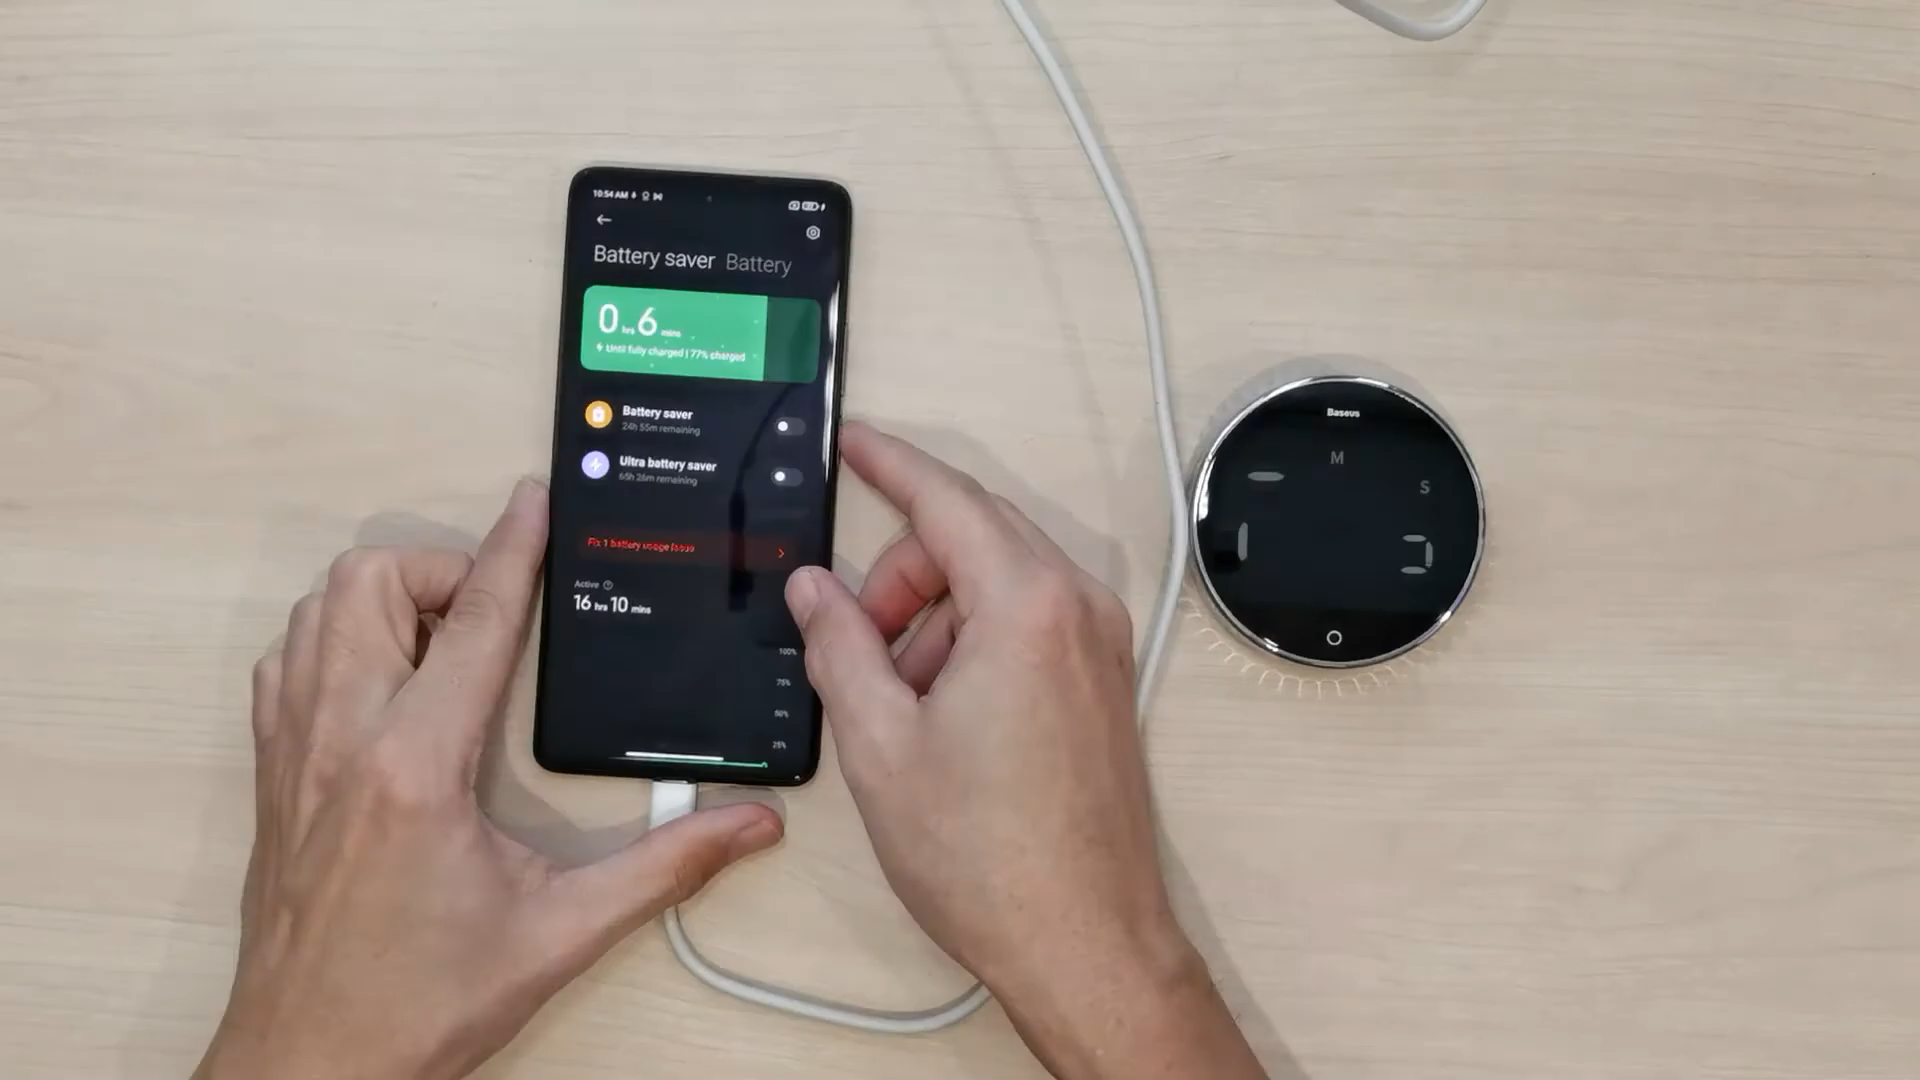 10:54 AM
Battery saver Battery
0 hrs 6 mins
Until fully charged | 77% charged
Battery saver
24h 55m remaining
Ultra battery saver
65h 26m remaining
Fix 1 battery usage issue
Active
16 hrs 10 mins
100%
75%
50%
25%
Baseus
M
S